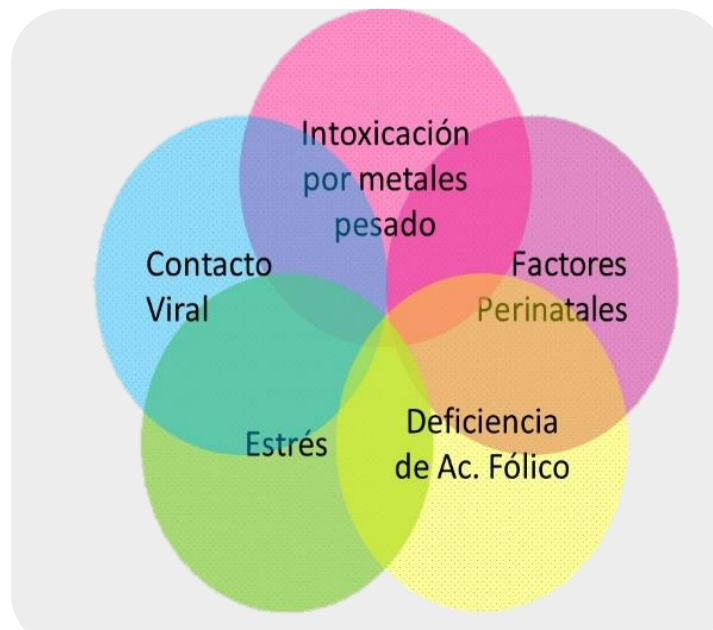 Intoxicación
por metales
pesado
Contacto
Viral
Factores
Perinatales
Estrés
Deficiencia
de Ac. Fólico